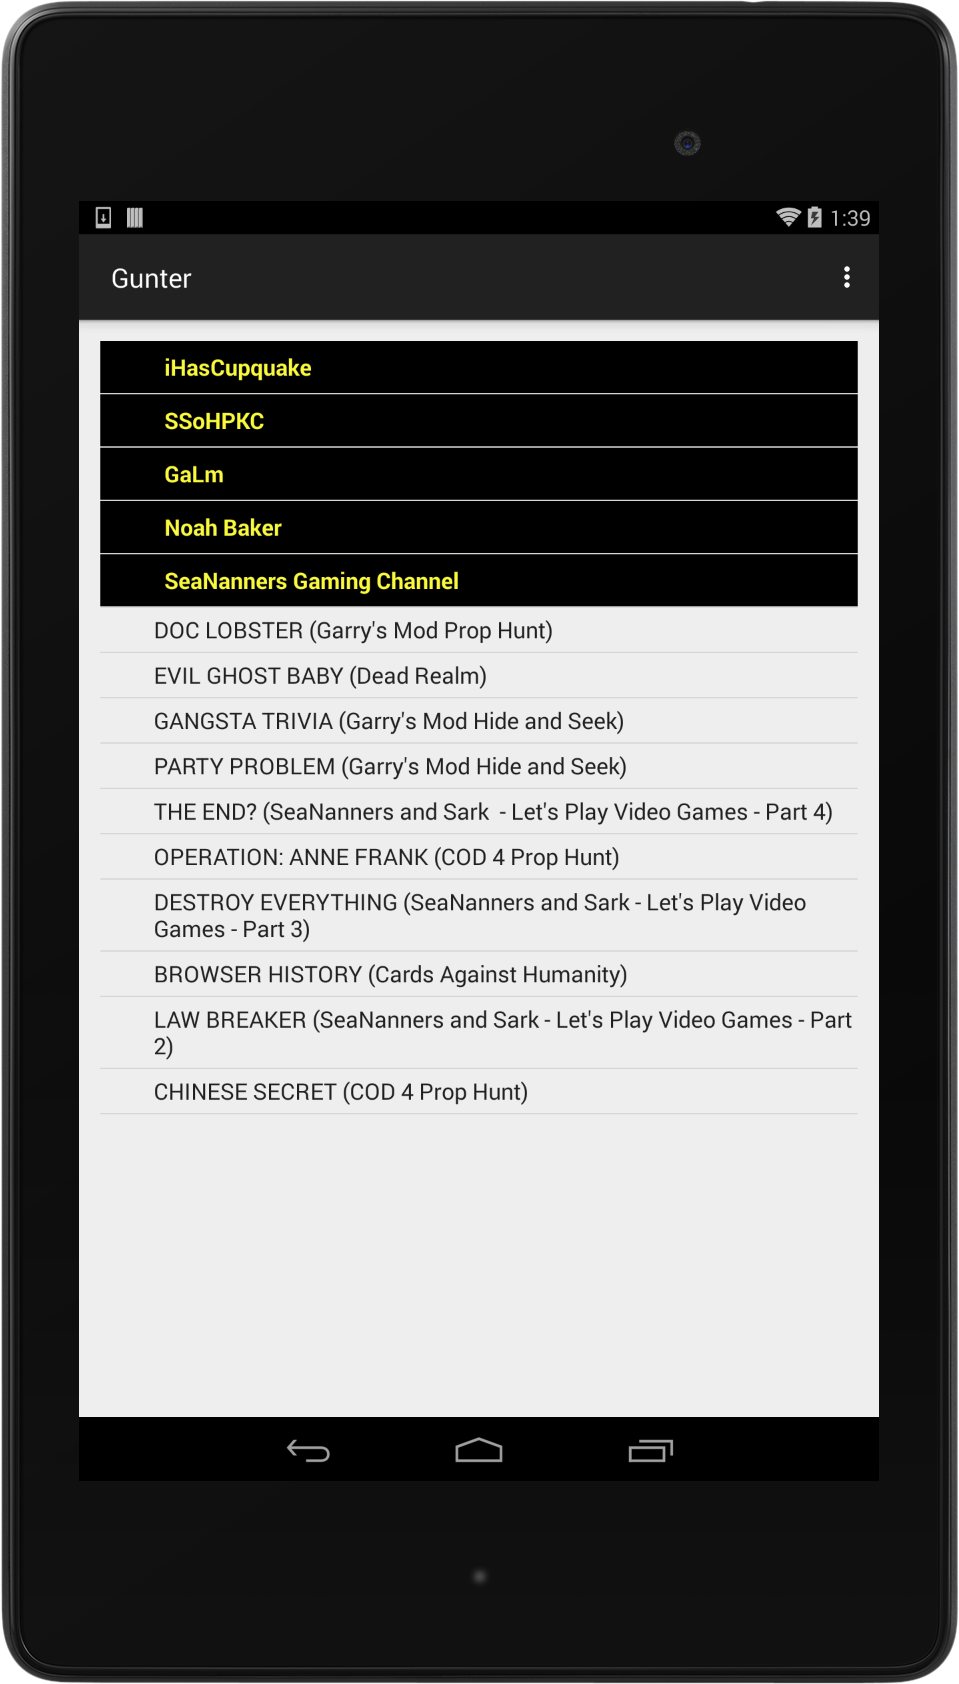 1:39
Gunter
iHasCupquake
SSoHPKC
GaLm
Noah Baker
SeaNanners Gaming Channel
DOC LOBSTER (Garry's Mod Prop Hunt)
EVIL GHOST BABY (Dead Realm)
GANGSTA TRIVIA (Garry's Mod Hide and Seek)
PARTY PROBLEM (Garry's Mod Hide and Seek)
THE END? (SeaNanners and Sark  - Let's Play Video Games - Part 4)
OPERATION: ANNE FRANK (COD 4 Prop Hunt)
DESTROY EVERYTHING (SeaNanners and Sark - Let's Play Video
Games - Part 3)
BROWSER HISTORY (Cards Against Humanity)
LAW BREAKER (SeaNanners and Sark - Let's Play Video Games - Part
2)
CHINESE SECRET (COD 4 Prop Hunt)